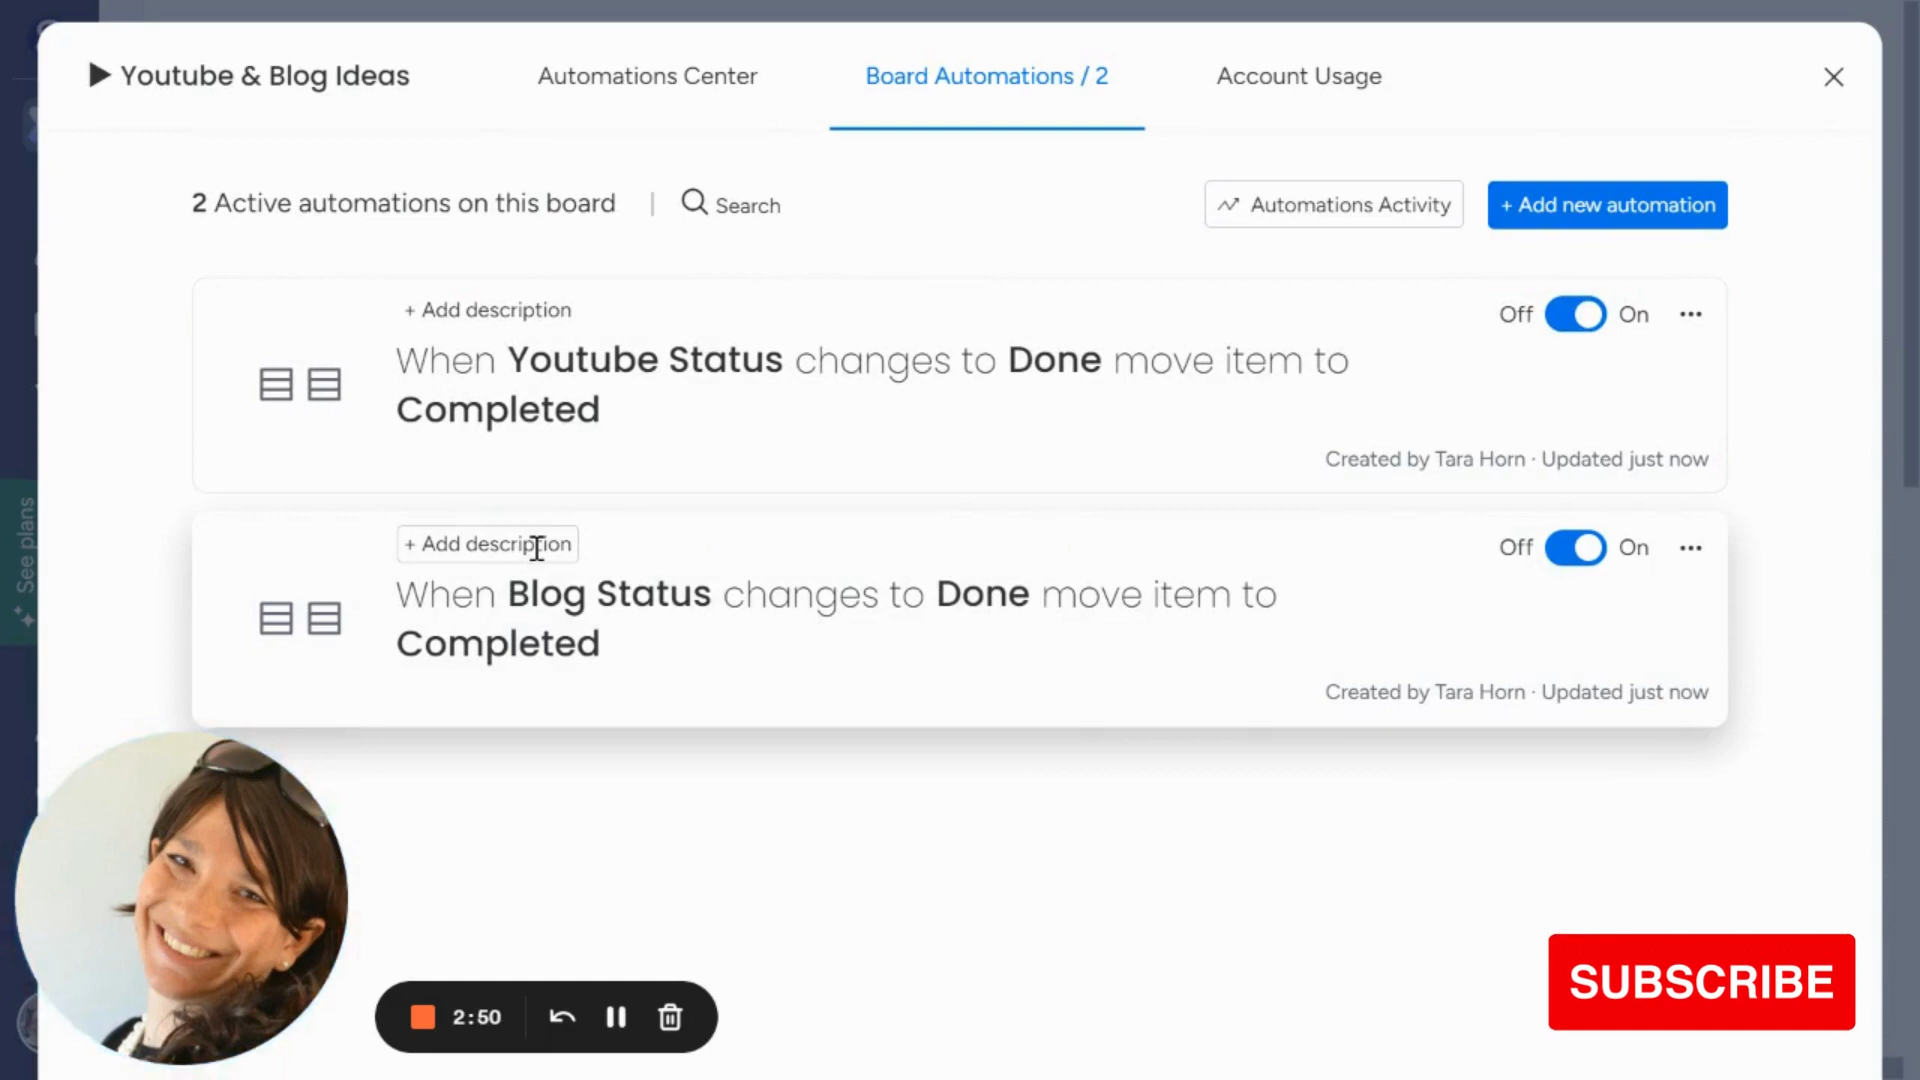 Youtube & Blog Ideas
Automations Center
Board Automations / 2
Account Usage
2 Active automations on this board
Search
Automations Activity
+ Add new automation
+ Add description
Off
On
When Youtube Status changes to Done move item to
Completed
Created by Tara Horn · Updated just now
+ Add description
Off
On
When Blog Status changes to Done move item to
Completed
Created by Tara Horn · Updated just now
See plans
2:50
SUBSCRIBE